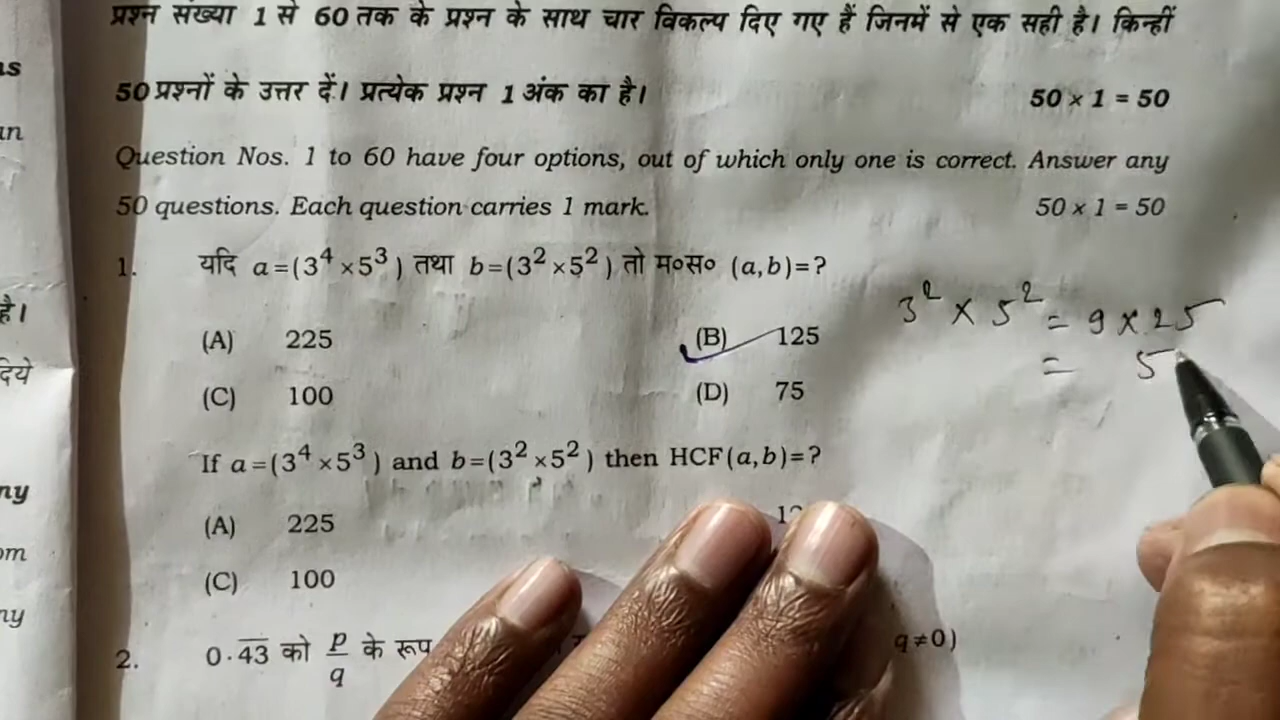 प्रश्न संख्या 1 से 60 तक के प्रश्न के साथ चार विकल्प दिए गए हैं जिनमें से एक सही है। किन्हीं
50 प्रश्नों के उत्तर दें। प्रत्येक प्रश्न 1 अंक का है। 50 × 1 = 50
Question Nos. 1 to 60 have four options, out of which only one is correct. Answer any
50 questions. Each question carries 1 mark. 50 × 1 = 50
1. यदि a=(3⁴×5³) तथा b=(3²×5²) तो म०स० (a,b)=?
(A) 225 (B) 125
(C) 100 (D) 75
3² × 5² = 9 × 25
= 5
If a=(3⁴×5³) and b=(3²×5²) then HCF(a,b)=?
(A) 225
(C) 100
2. 0·4̅3̅ को p/q के रूप q≠0)
है।
दिये
ny
om
ny